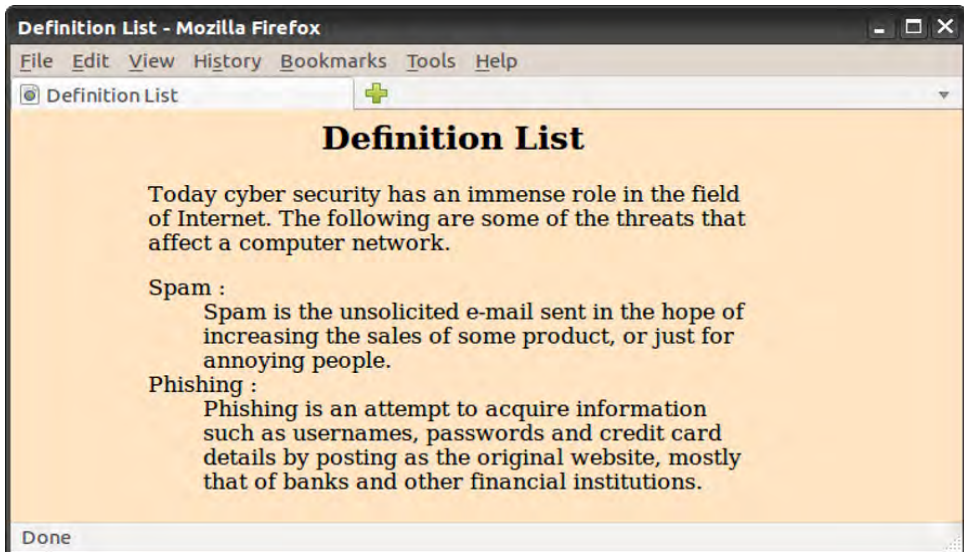 Definition List - Mozilla Firefox
File Edit View History Bookmarks Tools Help
Definition List
Definition List
Today cyber security has an immense role in the field
of Internet. The following are some of the threats that
affect a computer network.
Spam :
Spam is the unsolicited e-mail sent in the hope of
increasing the sales of some product, or just for
annoying people.
Phishing :
Phishing is an attempt to acquire information
such as usernames, passwords and credit card
details by posting as the original website, mostly
that of banks and other financial institutions.
Done